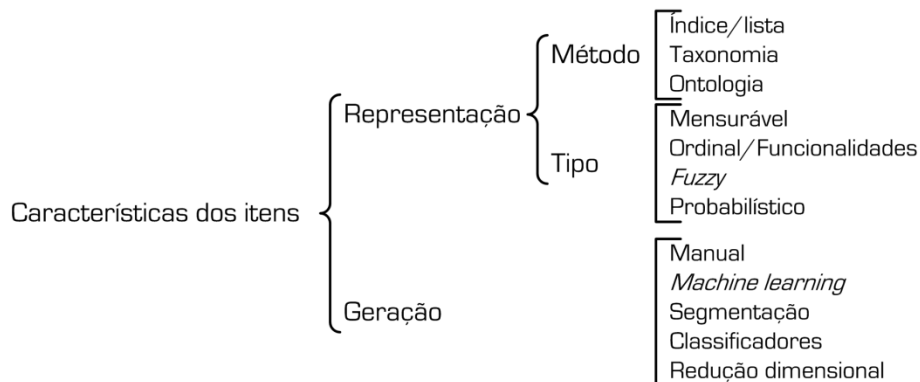 Características dos itens
Representação
Método
Índice/lista
Taxonomia
Ontologia
Tipo
Mensurável
Ordinal/Funcionalidades
Fuzzy
Probabilístico
Geração
Manual
Machine learning
Segmentação
Classificadores
Redução dimensional